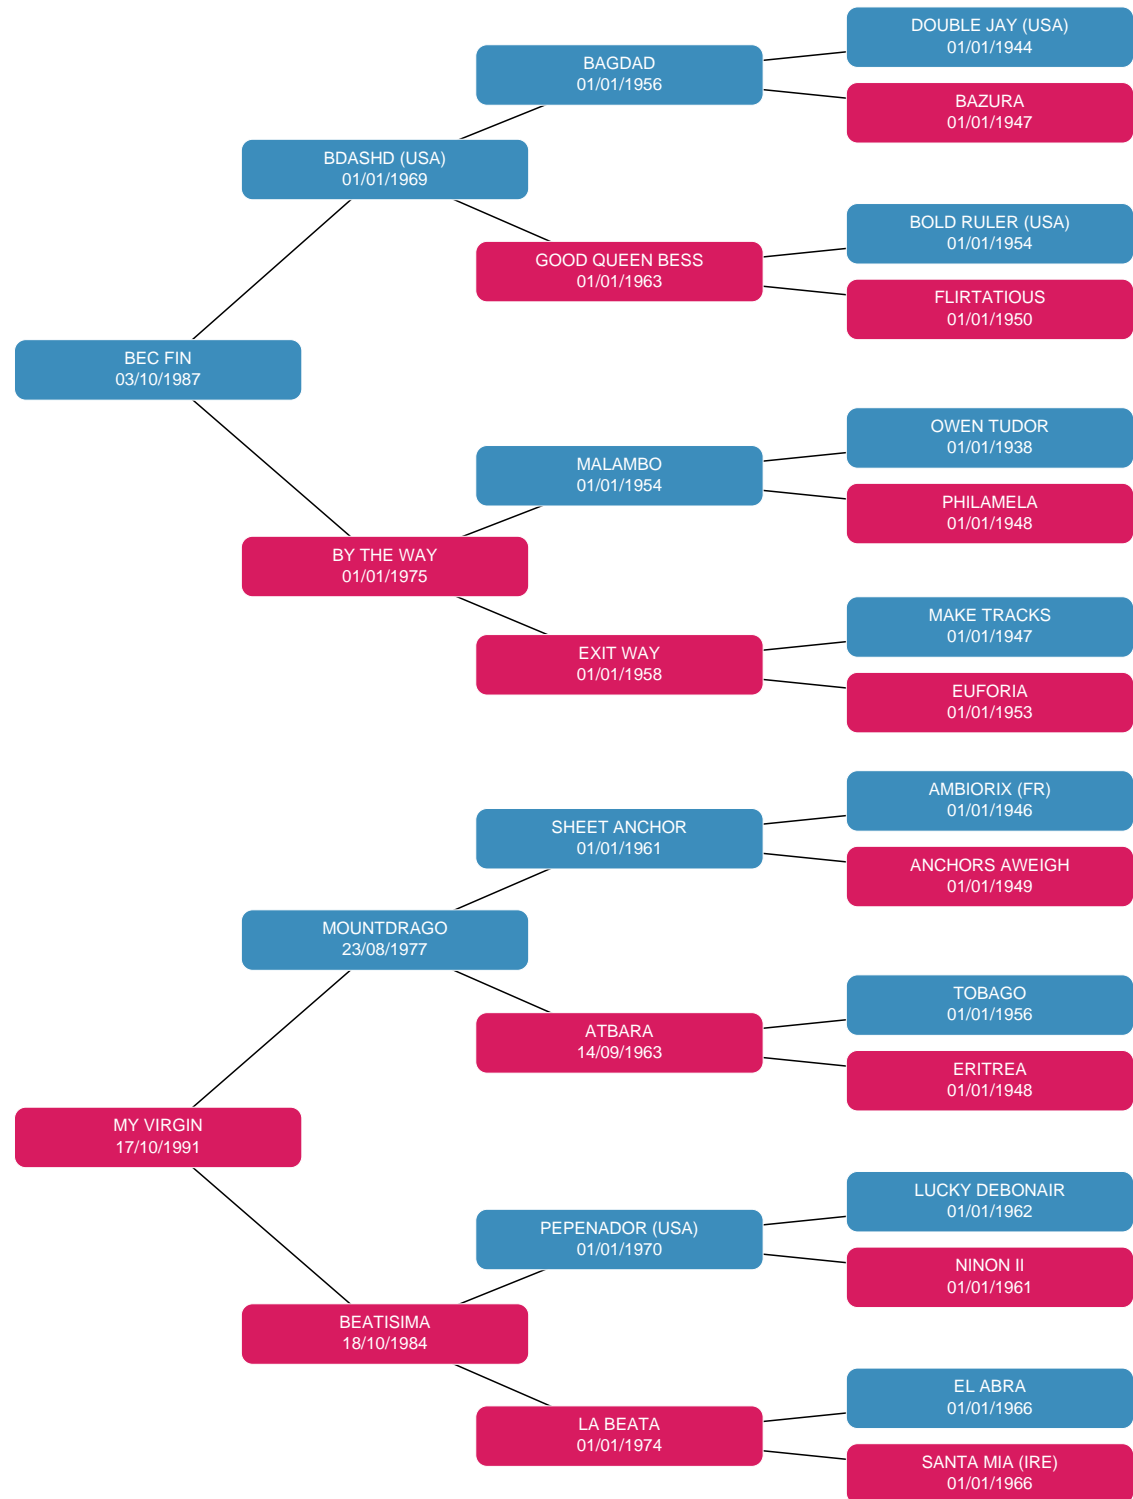 DOUBLE JAY (USA)
01/01/1944
BAGDAD
01/01/1956
BAZURA
01/01/1947
BDASHD (USA)
01/01/1969
BOLD RULER (USA)
01/01/1954
GOOD QUEEN BESS
01/01/1963
FLIRTATIOUS
01/01/1950
BEC FIN
03/10/1987
OWEN TUDOR
01/01/1938
MALAMBO
01/01/1954
PHILAMELA
01/01/1948
BY THE WAY
01/01/1975
MAKE TRACKS
01/01/1947
EXIT WAY
01/01/1958
EUFORIA
01/01/1953
AMBIORIX (FR)
01/01/1946
SHEET ANCHOR
01/01/1961
ANCHORS AWEIGH
01/01/1949
MOUNTDRAGO
23/08/1977
TOBAGO
01/01/1956
ATBARA
14/09/1963
ERITREA
01/01/1948
MY VIRGIN
17/10/1991
LUCKY DEBONAIR
01/01/1962
PEPENADOR (USA)
01/01/1970
NINON II
01/01/1961
BEATISIMA
18/10/1984
EL ABRA
01/01/1966
LA BEATA
01/01/1974
SANTA MIA (IRE)
01/01/1966